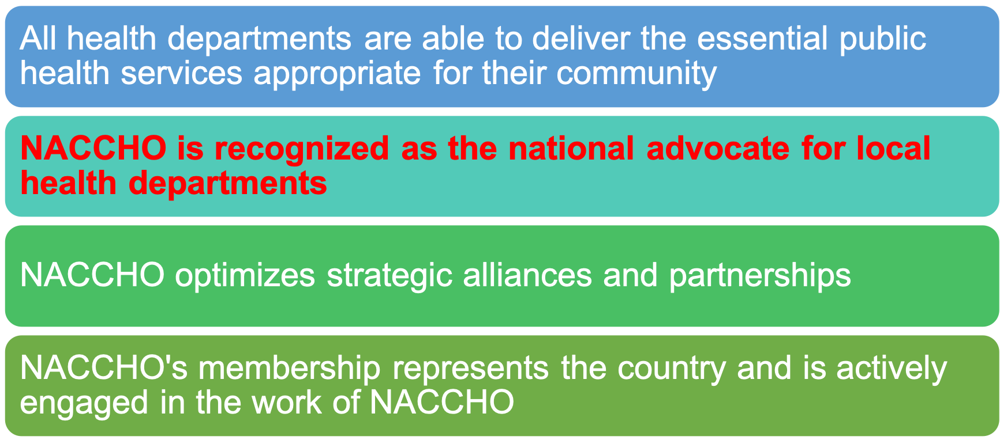 All health departments are able to deliver the essential public
health services appropriate for their community
NACCHO is recognized as the national advocate for local
health departments
NACCHO optimizes strategic alliances and partnerships
NACCHO's membership represents the country and is actively
engaged in the work of NACCHO